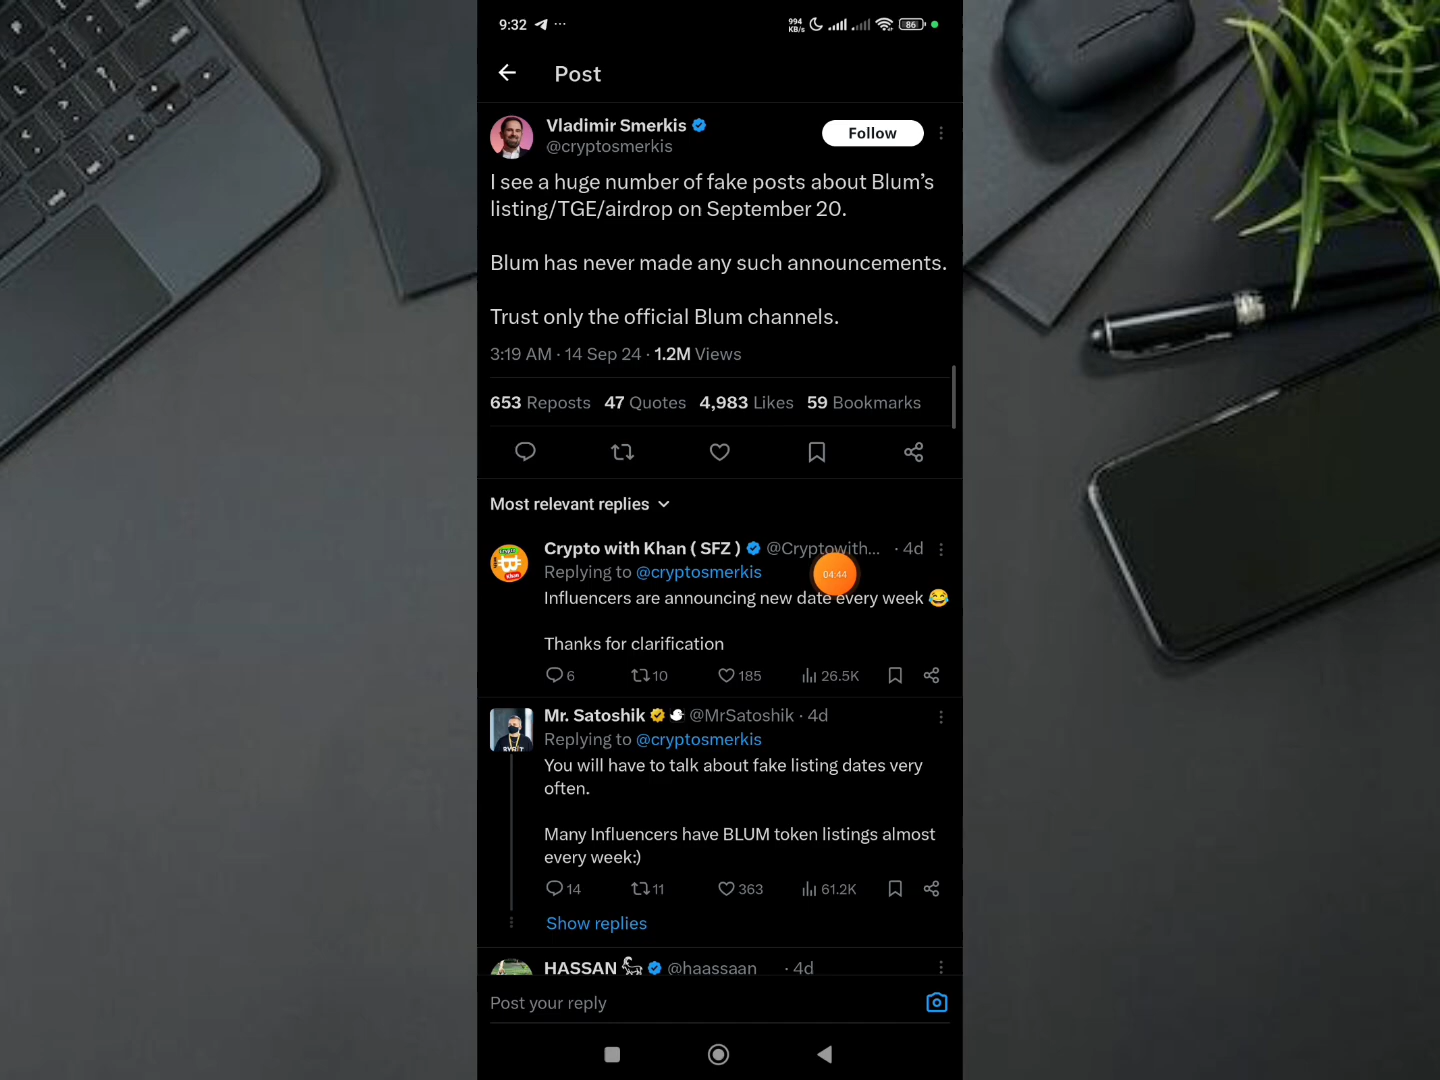 9:32 ...
994 KB/s 86
Post
Vladimir Smerkis
@cryptosmerkis
Follow
I see a huge number of fake posts about Blum’s
listing/TGE/airdrop on September 20.
Blum has never made any such announcements.
Trust only the official Blum channels.
3:19 AM · 14 Sep 24 · 1.2M Views
653 Reposts 47 Quotes 4,983 Likes 59 Bookmarks
Most relevant replies
Crypto with Khan ( SFZ ) @Cryptowith... · 4d
Replying to @cryptosmerkis
04:44
Influencers are announcing new date every week 😂
Thanks for clarification
6 10 185 26.5K
Mr. Satoshik @MrSatoshik · 4d
Replying to @cryptosmerkis
You will have to talk about fake listing dates very
often.
Many Influencers have BLUM token listings almost
every week:)
14 11 363 61.2K
Show replies
HASSAN @haassaan · 4d
Post your reply